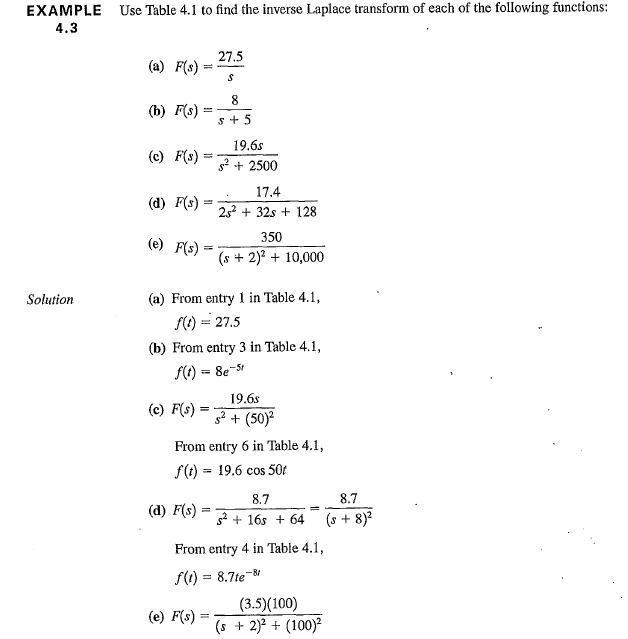 EXAMPLE 4.3 Use Table 4.1 to find the inverse Laplace transform of each of the following functions:
(a) F(s) = 27.5 / s
(b) F(s) = 8 / (s + 5)
(c) F(s) = 19.6s / (s² + 2500)
(d) F(s) = 17.4 / (2s² + 32s + 128)
(e) F(s) = 350 / ((s + 2)² + 10,000)
Solution (a) From entry 1 in Table 4.1,
f(t) = 27.5
(b) From entry 3 in Table 4.1,
f(t) = 8e⁻⁵ᵗ
(c) F(s) = 19.6s / (s² + (50)²)
From entry 6 in Table 4.1,
f(t) = 19.6 cos 50t
(d) F(s) = 8.7 / (s² + 16s + 64) = 8.7 / (s + 8)²
From entry 4 in Table 4.1,
f(t) = 8.7te⁻⁸ᵗ
(e) F(s) = (3.5)(100) / ((s + 2)² + (100)²)